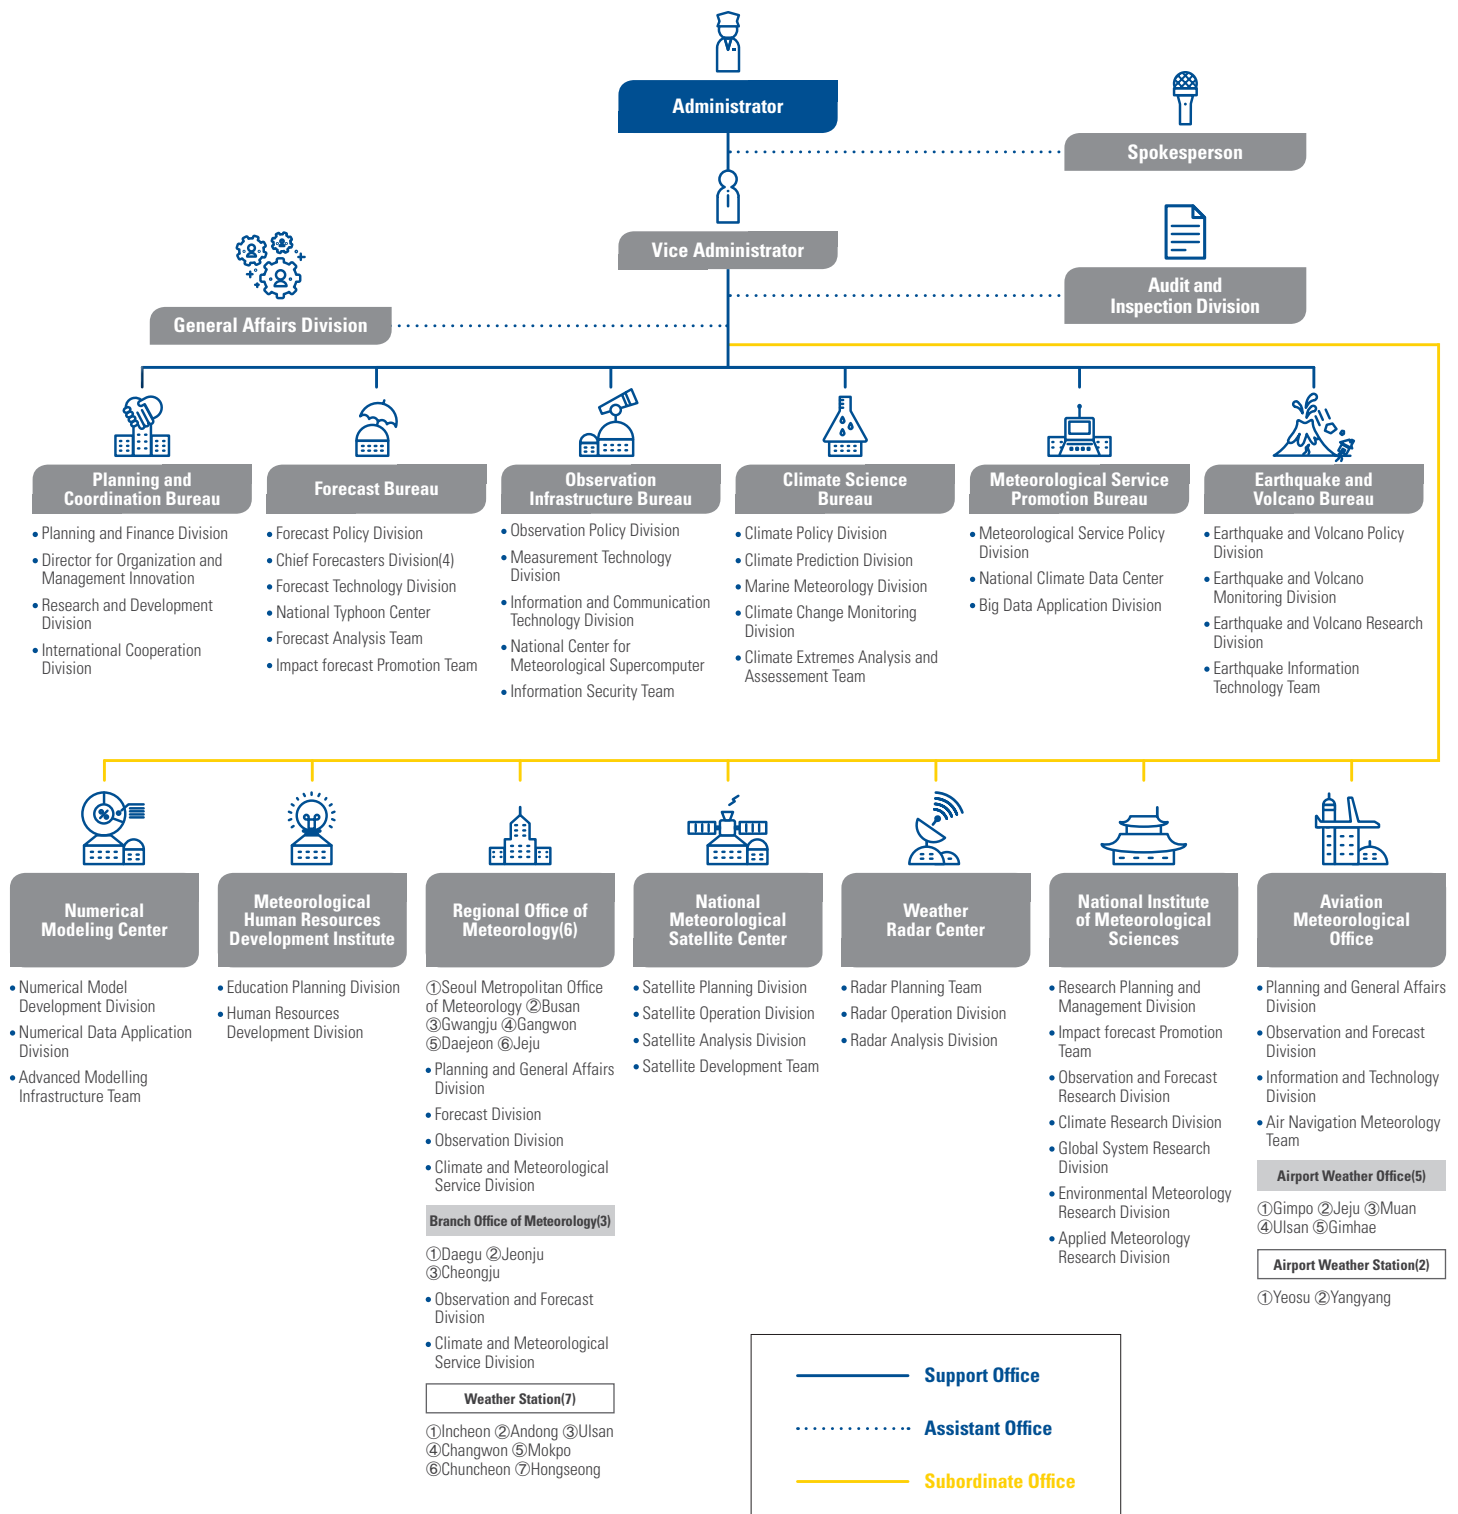 Administrator
Spokesperson
Vice Administrator
Audit and
Inspection Division
General Affairs Division
Planning and
Coordination Bureau
• Planning and Finance Division
• Director for Organization and
Management Innovation
• Research and Development
Division
• International Cooperation
Division
Forecast Bureau
• Forecast Policy Division
• Chief Forecasters Division(4)
• Forecast Technology Division
• National Typhoon Center
• Forecast Analysis Team
• Impact forecast Promotion Team
Observation
Infrastructure Bureau
• Observation Policy Division
• Measurement Technology
Division
• Information and Communication
Technology Division
• National Center for
Meteorological Supercomputer
• Information Security Team
Climate Science
Bureau
• Climate Policy Division
• Climate Prediction Division
• Marine Meteorology Division
• Climate Change Monitoring
Division
• Climate Extremes Analysis and
Assessement Team
Meteorological Service
Promotion Bureau
• Meteorological Service Policy
Division
• National Climate Data Center
• Big Data Application Division
Earthquake and
Volcano Bureau
• Earthquake and Volcano Policy
Division
• Earthquake and Volcano
Monitoring Division
• Earthquake and Volcano Research
Division
• Earthquake Information
Technology Team
Numerical
Modeling Center
• Numerical Model
Development Division
• Numerical Data Application
Division
• Advanced Modelling
Infrastructure Team
Meteorological
Human Resources
Development Institute
• Education Planning Division
• Human Resources
Development Division
Regional Office of
Meteorology(6)
①Seoul Metropolitan Office
of Meteorology ②Busan
③Gwangju ④Gangwon
⑤Daejeon ⑥Jeju
• Planning and General Affairs
Division
• Forecast Division
• Observation Division
• Climate and Meteorological
Service Division
Branch Office of Meteorology(3)
①Daegu ②Jeonju
③Cheongju
• Observation and Forecast
Division
• Climate and Meteorological
Service Division
Weather Station(7)
①Incheon ②Andong ③Ulsan
④Changwon ⑤Mokpo
⑥Chuncheon ⑦Hongseong
National
Meteorological
Satellite Center
• Satellite Planning Division
• Satellite Operation Division
• Satellite Analysis Division
• Satellite Development Team
Weather
Radar Center
• Radar Planning Team
• Radar Operation Division
• Radar Analysis Division
National Institute
of Meteorological
Sciences
• Research Planning and
Management Division
• Impact forecast Promotion
Team
• Observation and Forecast
Research Division
• Climate Research Division
• Global System Research
Division
• Environmental Meteorology
Research Division
• Applied Meteorology
Research Division
Aviation
Meteorological
Office
• Planning and General Affairs
Division
• Observation and Forecast
Division
• Information and Technology
Division
• Air Navigation Meteorology
Team
Airport Weather Office(5)
①Gimpo ②Jeju ③Muan
④Ulsan ⑤Gimhae
Airport Weather Station(2)
①Yeosu ②Yangyang
Support Office
Assistant Office
Subordinate Office